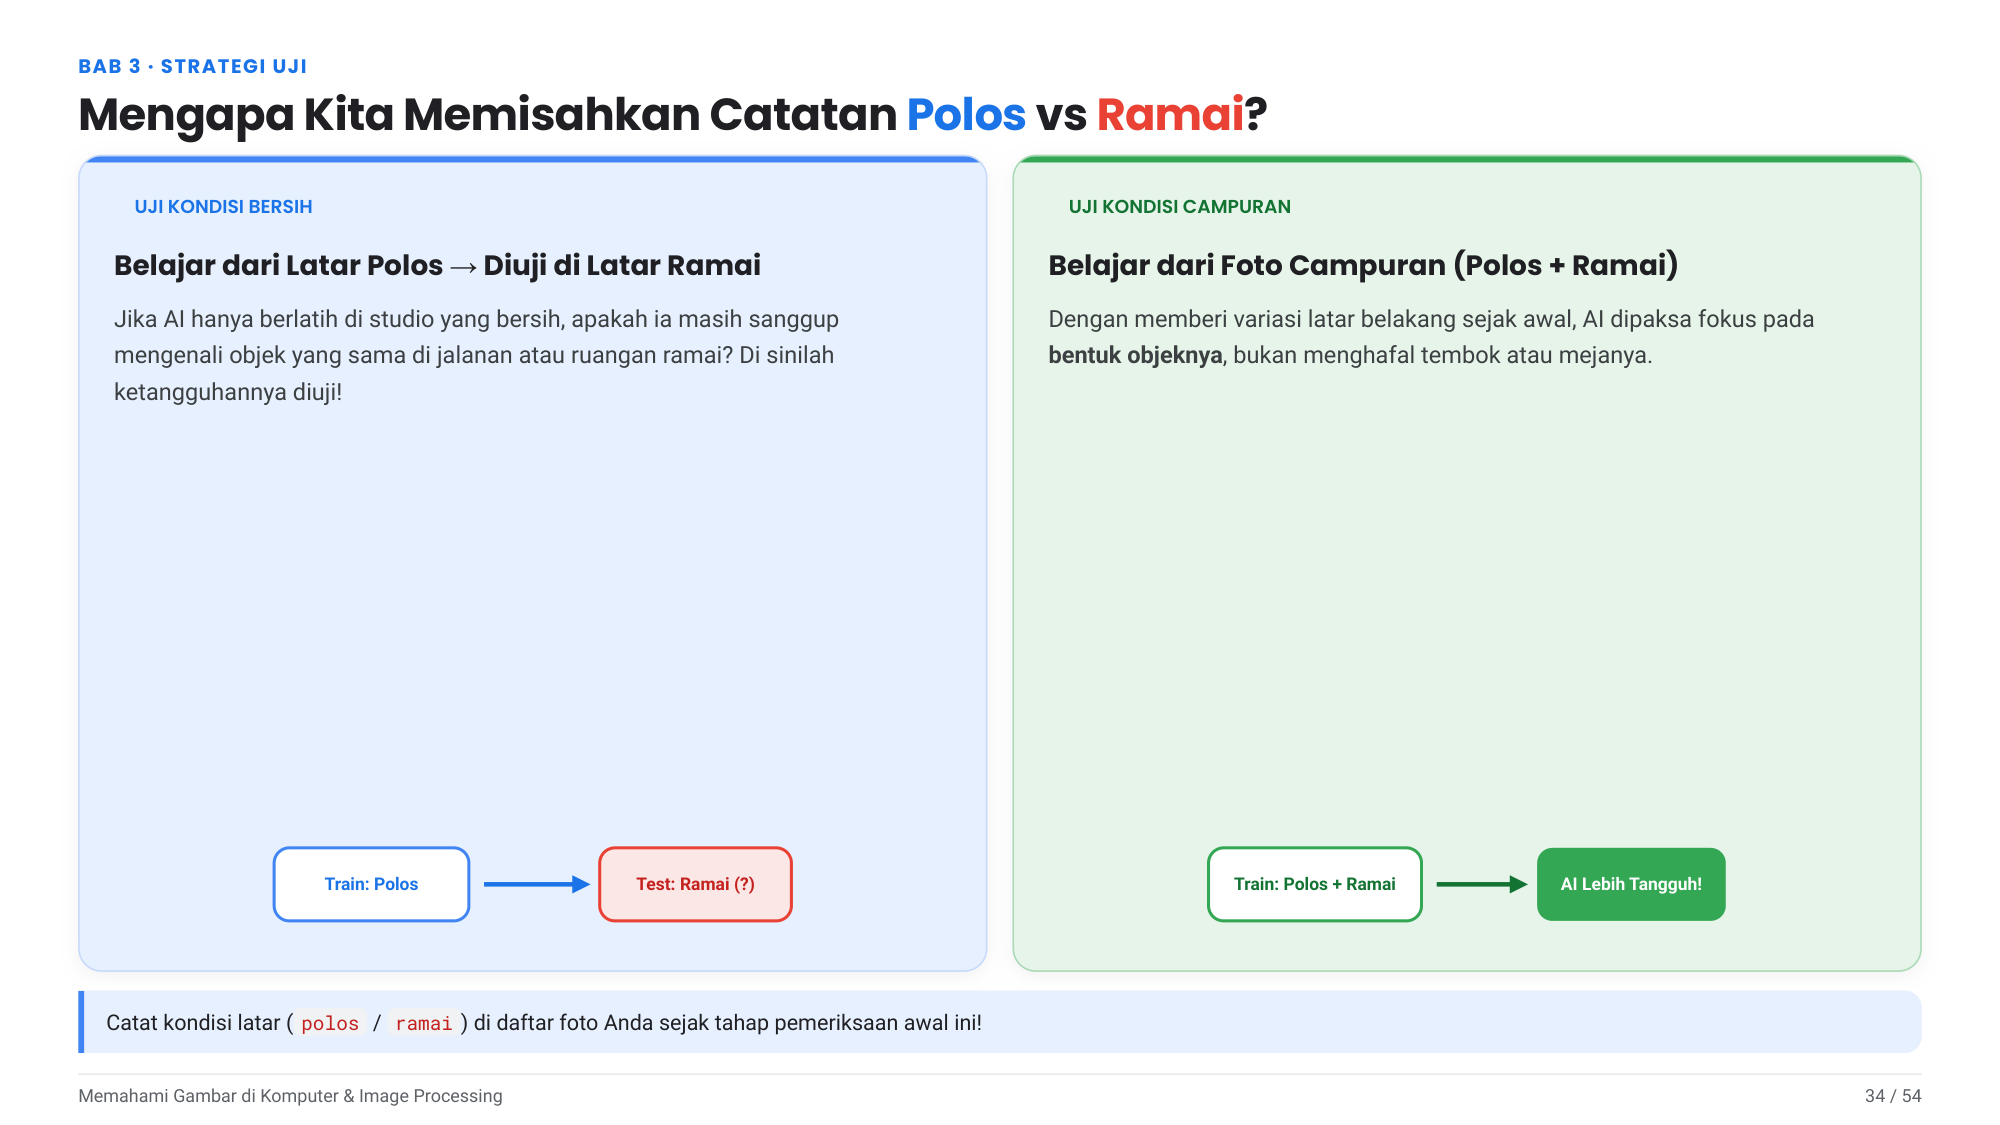 BAB 3 · STRATEGI UJI
Mengapa Kita Memisahkan Catatan Polos vs Ramai?
UJI KONDISI BERSIH
Belajar dari Latar Polos → Diuji di Latar Ramai
Jika AI hanya berlatih di studio yang bersih, apakah ia masih sanggup
mengenali objek yang sama di jalanan atau ruangan ramai? Di sinilah
ketangguhannya diuji!
Train: Polos
Test: Ramai (?)
UJI KONDISI CAMPURAN
Belajar dari Foto Campuran (Polos + Ramai)
Dengan memberi variasi latar belakang sejak awal, AI dipaksa fokus pada
bentuk objeknya, bukan menghafal tembok atau mejanya.
Train: Polos + Ramai
AI Lebih Tangguh!
Catat kondisi latar ( polos / ramai ) di daftar foto Anda sejak tahap pemeriksaan awal ini!
Memahami Gambar di Komputer & Image Processing
34 / 54